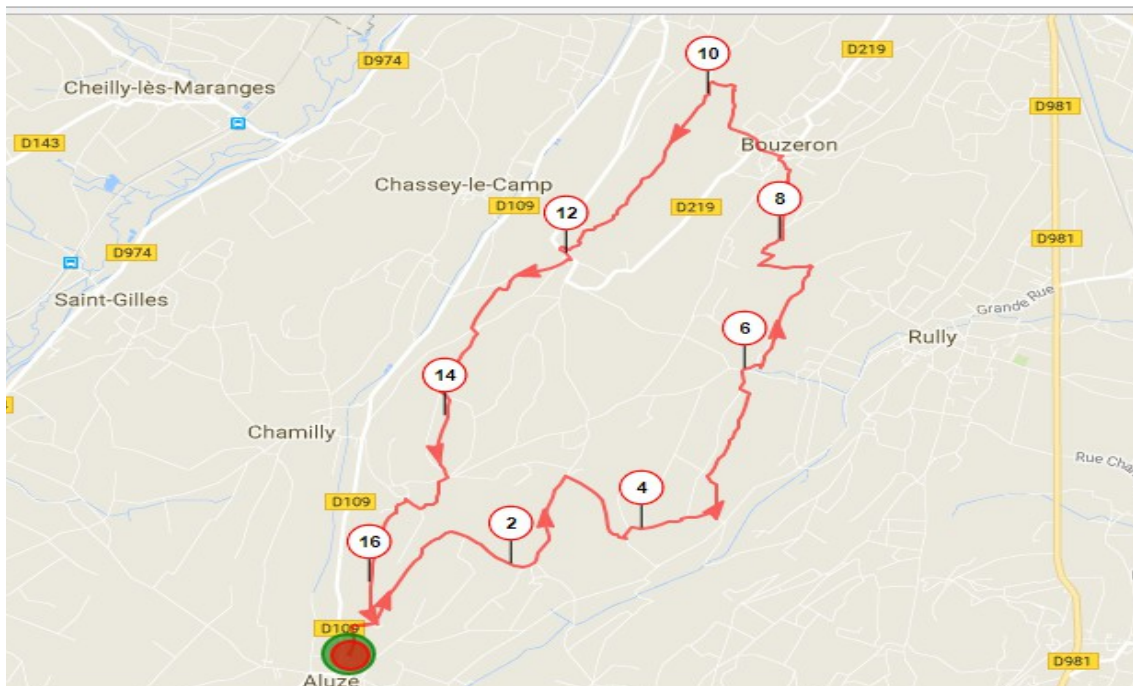 10
D219
D974
Cheilly-lès-Maranges
D981
D143
Bouzeron
Chassey-le-Camp
8
D109
12
D219
D974
D981
Saint-Gilles
Grande Rue
6
Rully
14
Chamilly
Rue Cha
4
D109
2
16
D109
D981
Aluze